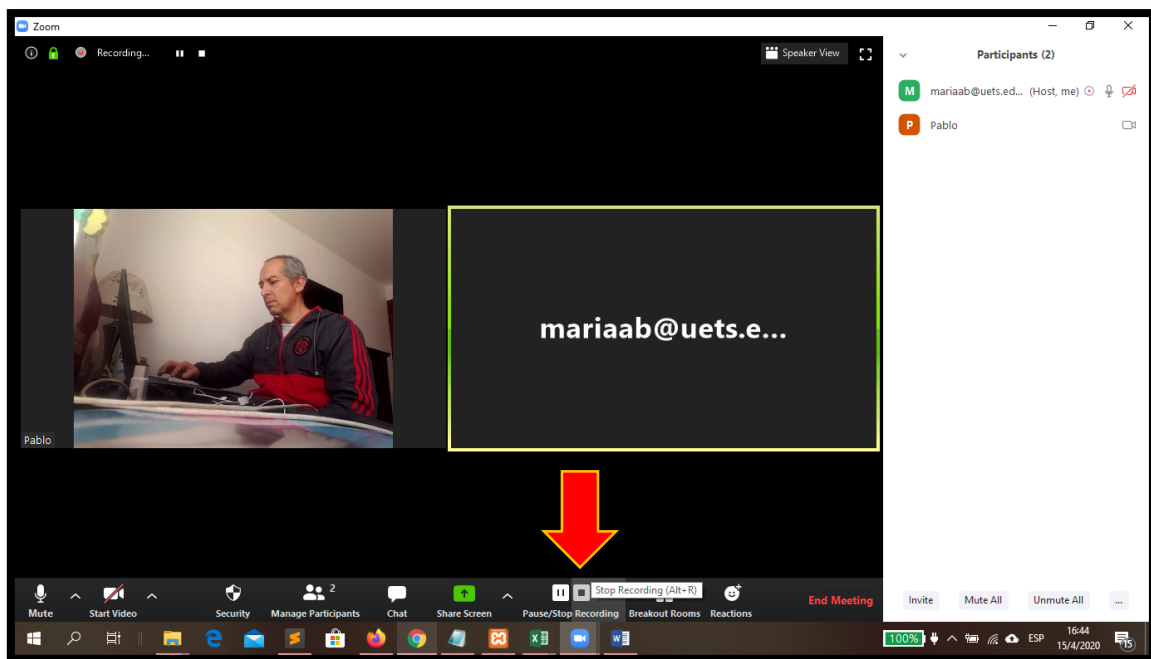 Zoom
Recording...
Speaker View
Participants (2)
M mariaab@uets.ed... (Host, me)
P Pablo
mariaab@uets.e...
Pablo
Stop Recording (Alt+R)
2
Mute Start Video Security Manage Participants Chat Share Screen Pause/Stop Recording Breakout Rooms Reactions End Meeting
Invite Mute All Unmute All ...
100% ESP 16:44
15/4/2020 15